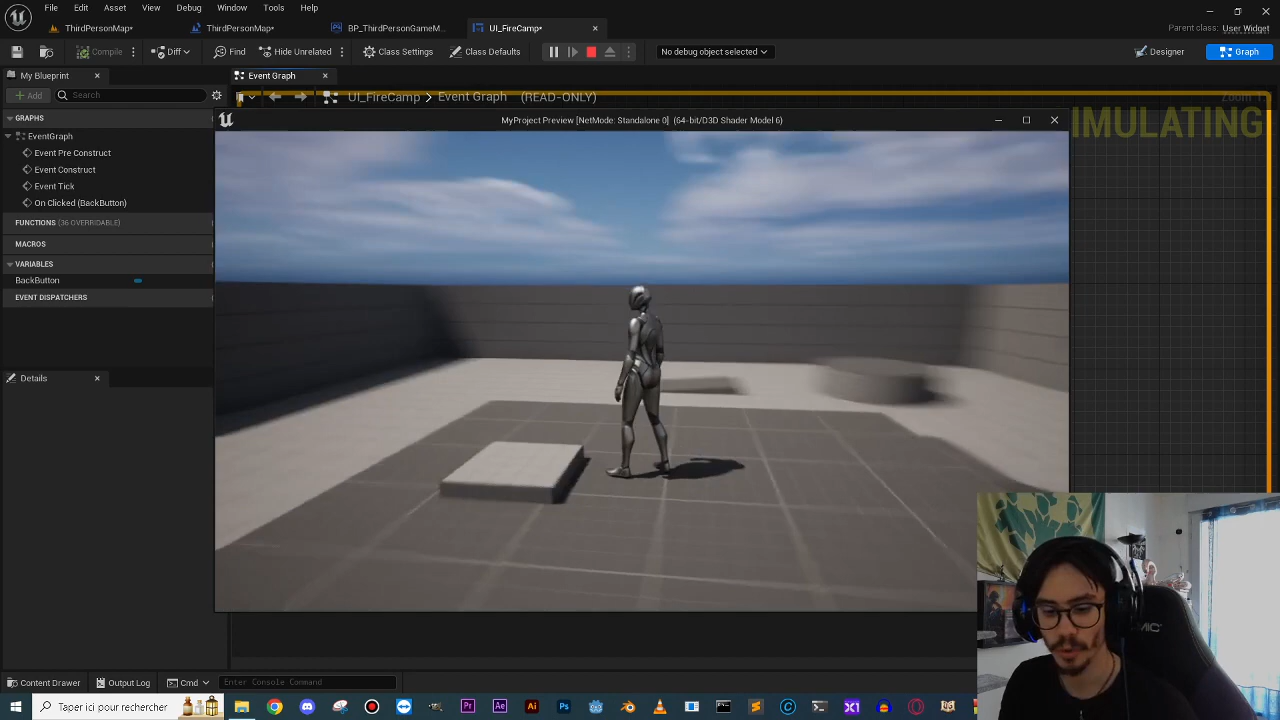 File Edit Asset View Debug Window Tools Help
ThirdPersonMap* ThirdPersonMap* BP_ThirdPersonGameM... UI_FireCamp*
Parent class: User Widget
Compile Diff Find Hide Unrelated Class Settings Class Defaults No debug object selected Designer Graph
My Blueprint Event Graph
Add Search UI_FireCamp > Event Graph (READ-ONLY)
GRAPHS
MyProject Preview [NetMode: Standalone 0] (64-bit/D3D Shader Model 6)
IMULATING
EventGraph
Event Pre Construct
Event Construct
Event Tick
On Clicked (BackButton)
FUNCTIONS (36 OVERRIDABLE)
MACROS
VARIABLES
BackButton
EVENT DISPATCHERS
Details
Content Drawer Output Log Cmd Enter Console Command
Taper ici pour rechercher